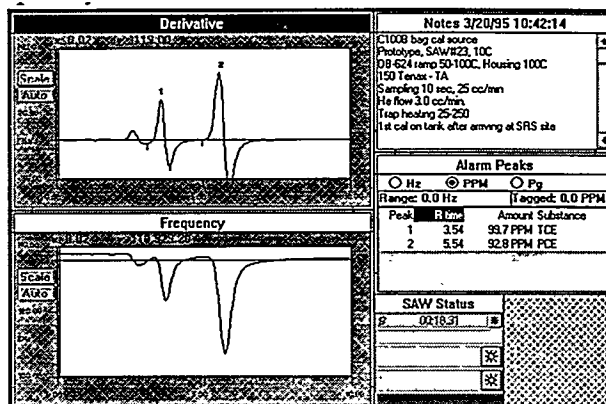 Derivative
Scale
Auto
1
2
Frequency
Scale
Auto
Notes 3/20/95 10:42:14
C100B bag cal source
Prototype, SAW#23, 10C
DB-624 ramp 50-100C, Housing 100C
150 Tenax - TA
Sampling 10 sec, 25 cc/min
He flow 3.0 cc/min.
Trap heating 25-250
1st cal on tank after arriving at SRS site
Alarm Peaks
Hz PPM Pg
Range: 0.0 Hz Tagged: 0.0 PPM
Peak R time Amount Substance
1 3.54 99.7 PPM TCE
2 5.54 92.8 PPM PCE
SAW Status
00:18.31